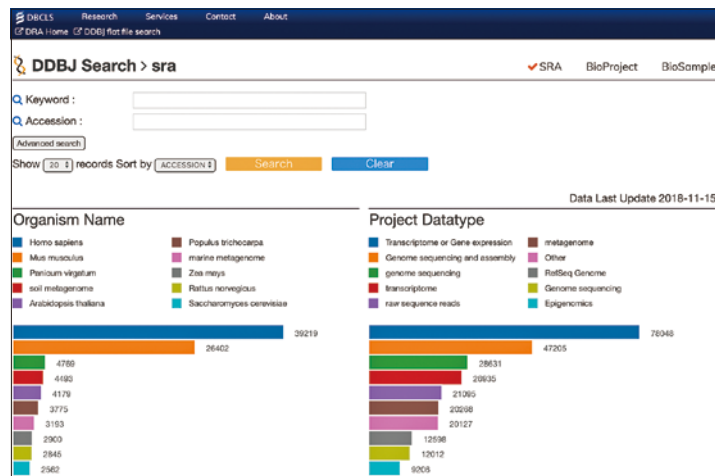 DBCLS Research Services Contact About
DRA Home DDBJ flat file search
DDBJ Search > sra
SRA BioProject BioSample
Keyword :
Accession :
Advanced search
Show 20 records Sort by ACCESSION Search Clear
Data Last Update 2018-11-15
Organism Name
Homo sapiens
Mus musculus
Panicum virgatum
soil metagenome
Arabidopsis thaliana
Populus trichocarpa
marine metagenome
Zea mays
Rattus norvegicus
Saccharomyces cerevisiae
39219
26402
4769
4493
4179
3775
3193
2900
2845
2562
Project Datatype
Transcriptome or Gene expression
Genome sequencing and assembly
genome sequencing
transcriptome
raw sequence reads
metagenome
Other
RefSeq Genome
Genome sequencing
Epigenomics
78048
47205
28631
26935
21095
20268
20127
12598
12012
9206